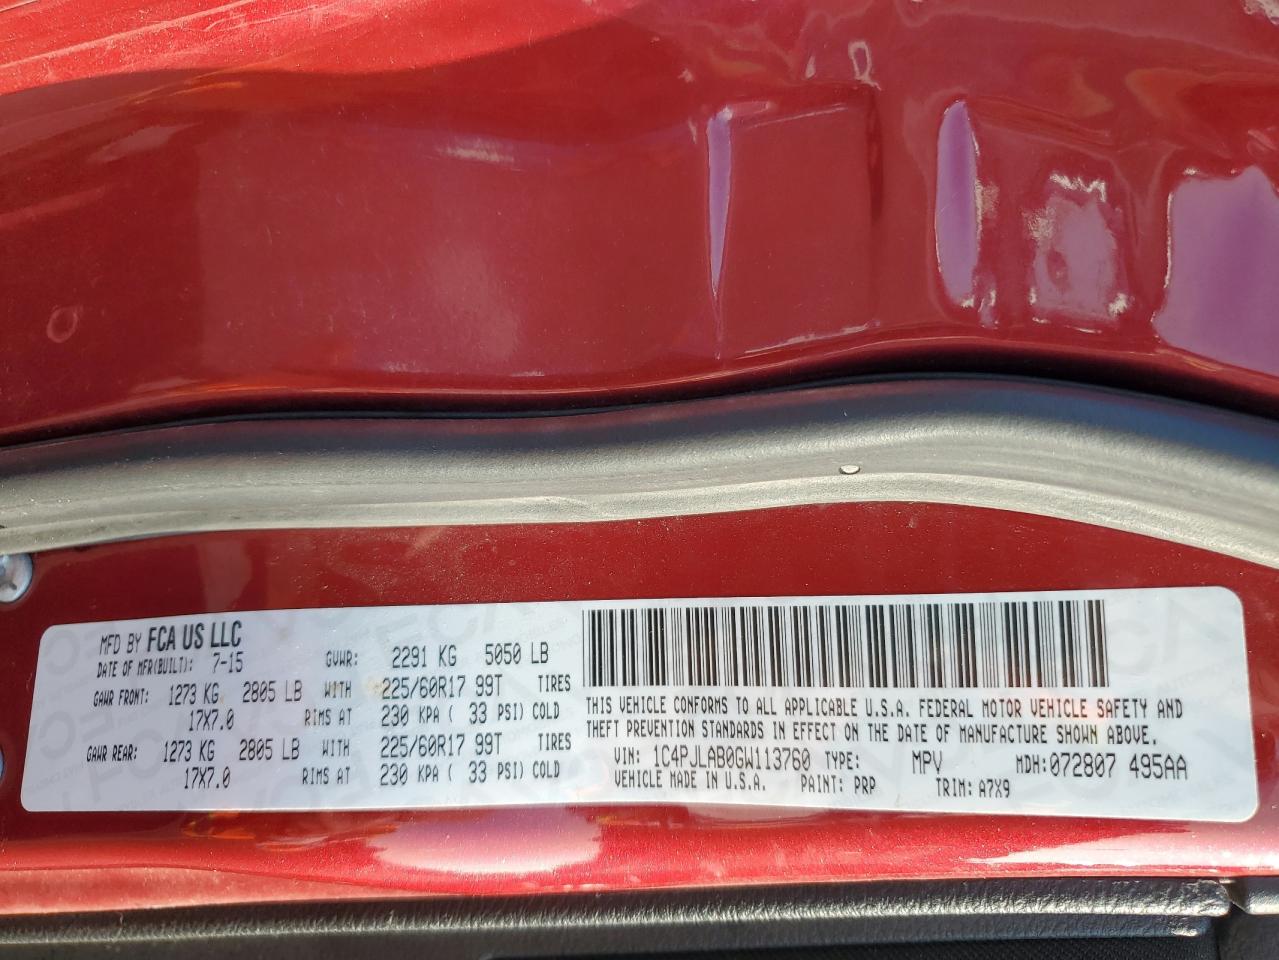 MFD BY FCA US LLC
DATE OF MFR(BUILT): 7-15 GVWR: 2291 KG 5050 LB
GAWR FRONT: 1273 KG 2805 LB WITH 225/60R17 99T TIRES
17X7.0 RIMS AT 230 KPA ( 33 PSI) COLD
GAWR REAR: 1273 KG 2805 LB WITH 225/60R17 99T TIRES
17X7.0 RIMS AT 230 KPA ( 33 PSI) COLD
THIS VEHICLE CONFORMS TO ALL APPLICABLE U.S.A. FEDERAL MOTOR VEHICLE SAFETY AND
THEFT PREVENTION STANDARDS IN EFFECT ON THE DATE OF MANUFACTURE SHOWN ABOVE.
VIN: 1C4PJLAB0GW113760 TYPE: MPV MDH:072807 495AA
VEHICLE MADE IN U.S.A. PAINT: PRP TRIM: A7X9